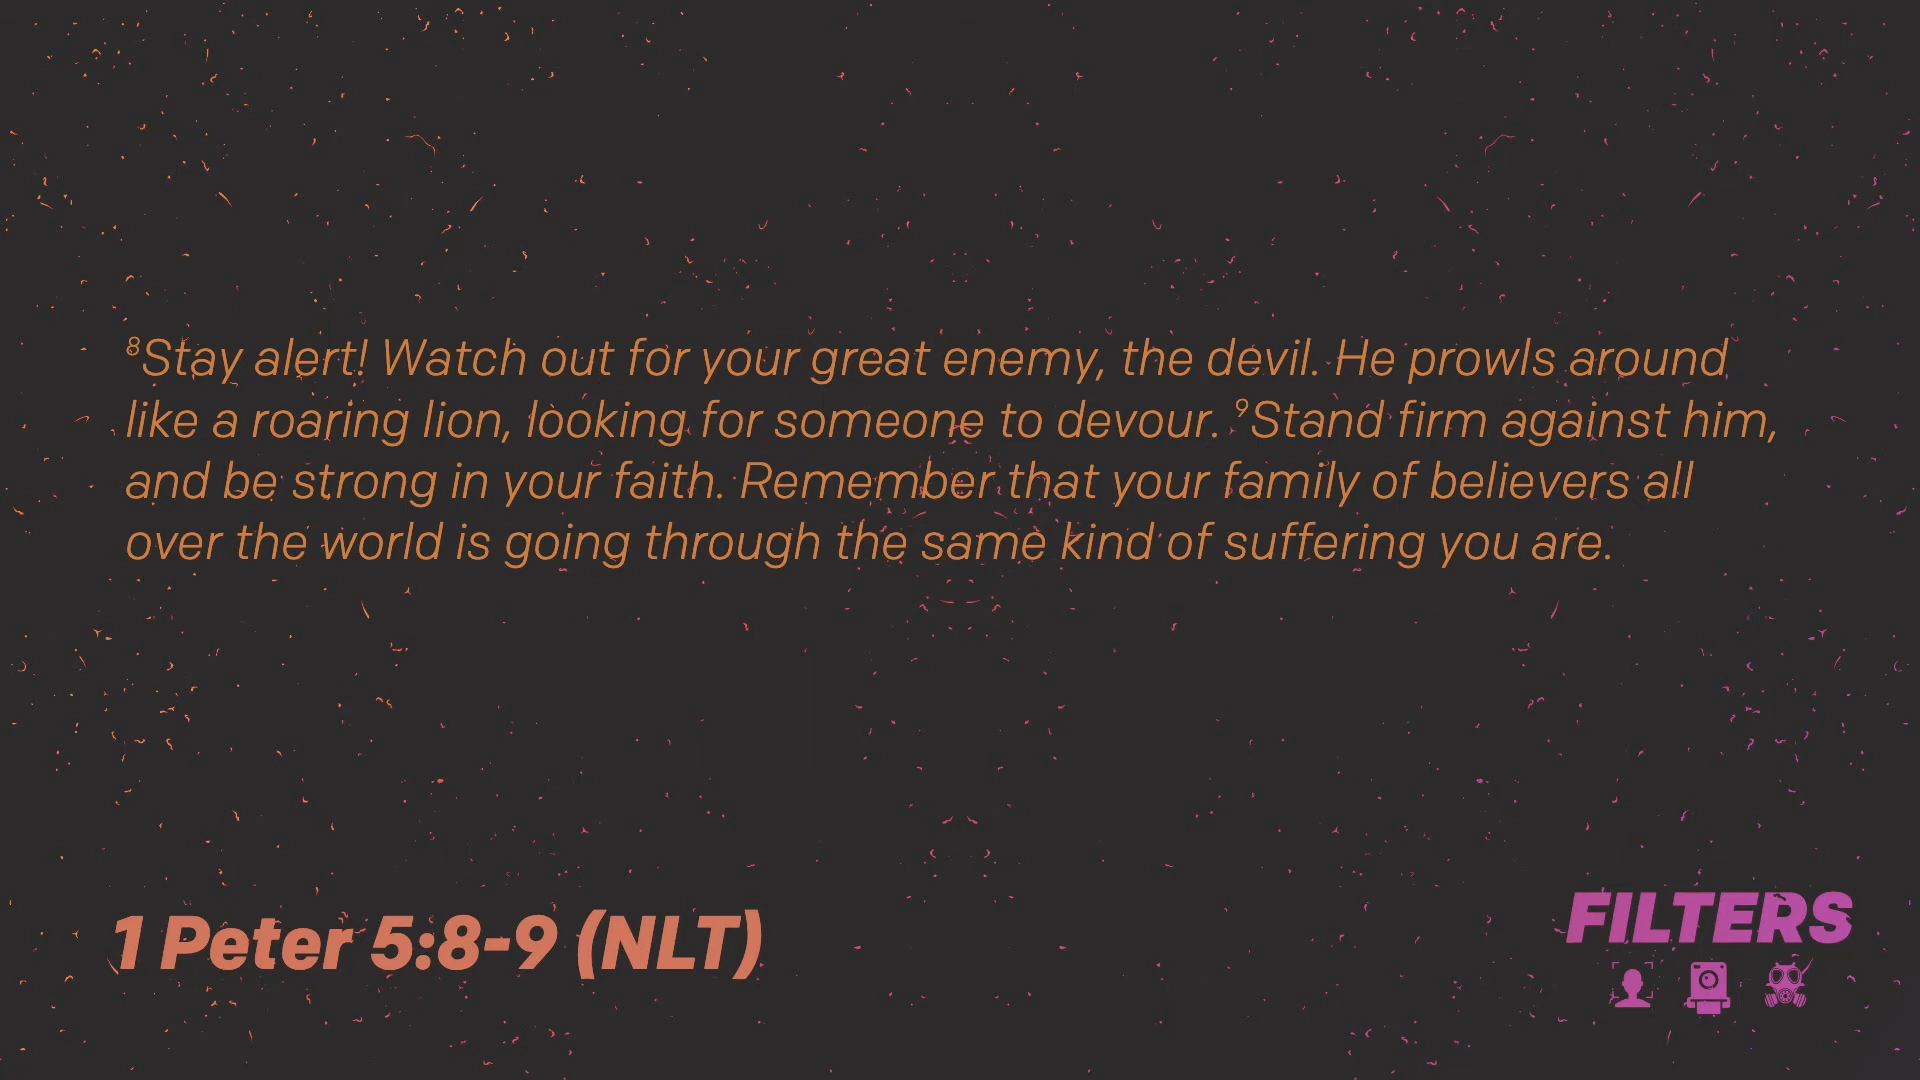 ⁸Stay alert! Watch out for your great enemy, the devil. He prowls around
like a roaring lion, looking for someone to devour. ⁹Stand firm against him,
and be strong in your faith. Remember that your family of believers all
over the world is going through the same kind of suffering you are.
1 Peter 5:8-9 (NLT)
FILTERS